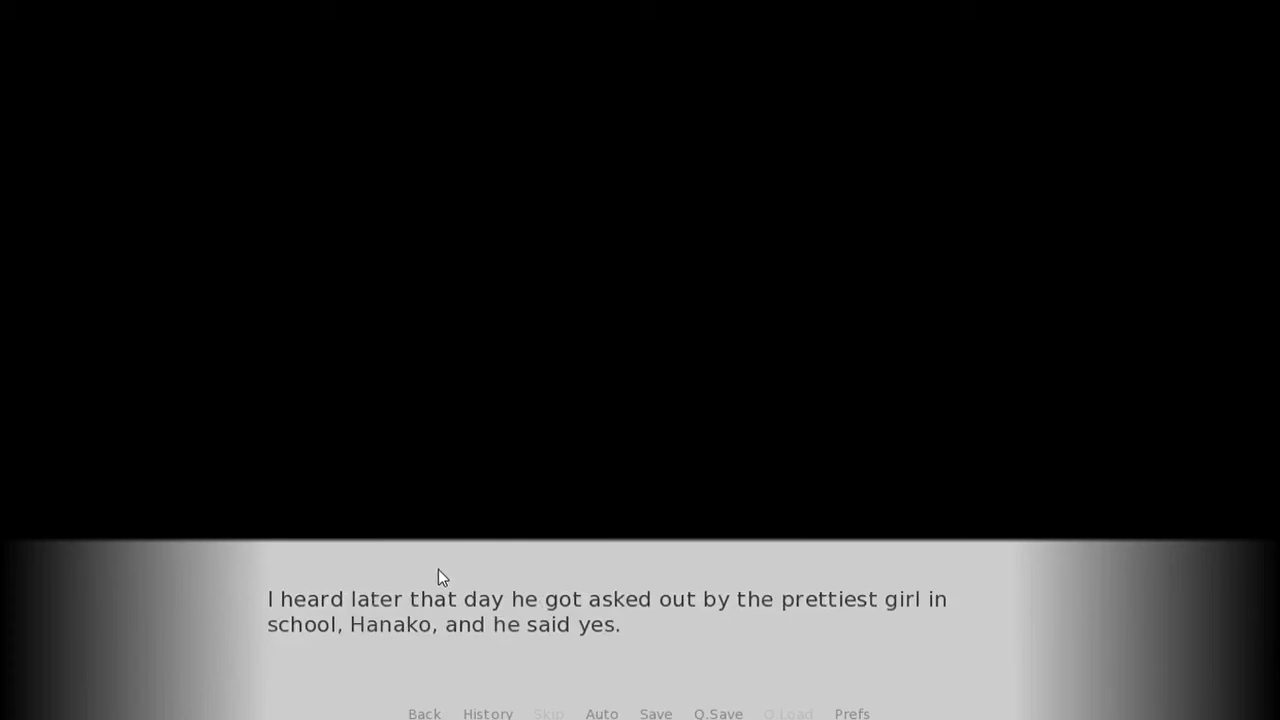 I heard later that day he got asked out by the prettiest girl in
school, Hanako, and he said yes.
Back History Skip Auto Save Q.Save Q.Load Prefs